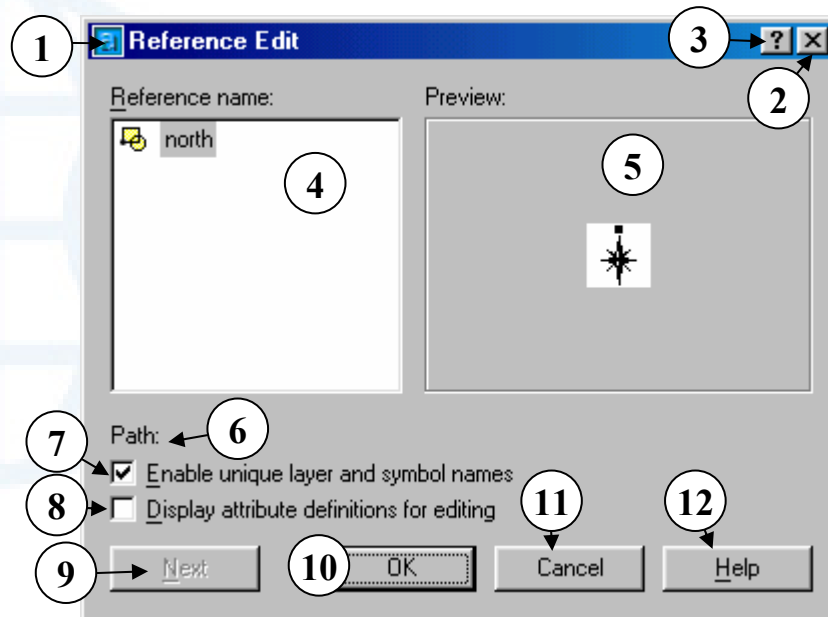 1 Reference Edit 3 ? ×
2
Reference name: Preview:
north
4 5
Path: 6
7 Enable unique layer and symbol names
8 Display attribute definitions for editing
11 12
9 Next 10 OK Cancel Help